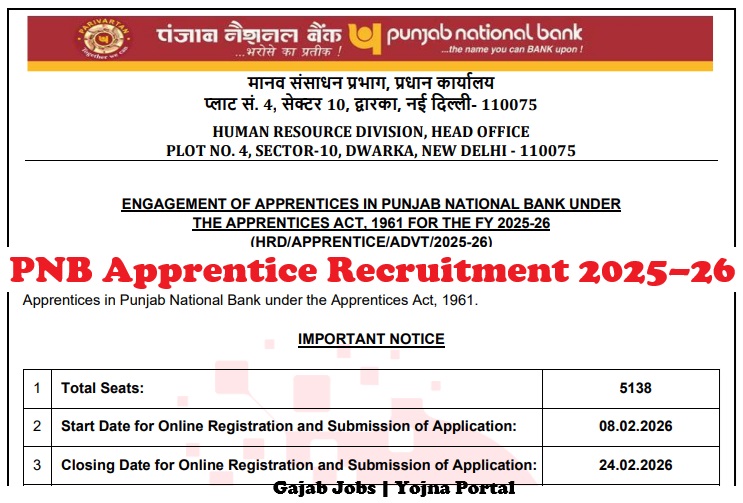 PARIVARTAN
Together we can
पंजाब नैशनल बैंक punjab national bank
...भरोसे का प्रतीक ! ...the name you can BANK upon !
मानव संसाधन प्रभाग, प्रधान कार्यालय
प्लाट सं. 4, सेक्टर 10, द्वारका, नई दिल्ली- 110075
HUMAN RESOURCE DIVISION, HEAD OFFICE
PLOT NO. 4, SECTOR-10, DWARKA, NEW DELHI - 110075
ENGAGEMENT OF APPRENTICES IN PUNJAB NATIONAL BANK UNDER
THE APPRENTICES ACT, 1961 FOR THE FY 2025-26
(HRD/APPRENTICE/ADVT/2025-26)
PNB Apprentice Recruitment 2025–26
Apprentices in Punjab National Bank under the Apprentices Act, 1961.
IMPORTANT NOTICE
1 Total Seats: 5138
2 Start Date for Online Registration and Submission of Application: 08.02.2026
3 Closing Date for Online Registration and Submission of Application: 24.02.2026
Gajab Jobs | Yojna Portal